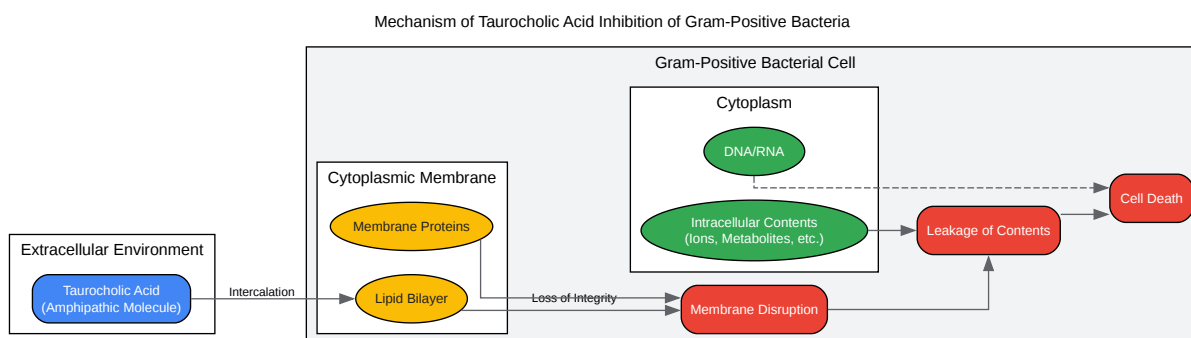 Mechanism of Taurocholic Acid Inhibition of Gram-Positive Bacteria
Gram-Positive Bacterial Cell
Cytoplasm
DNA/RNA
Cytoplasmic Membrane
Cell Death
Membrane Proteins
Intracellular Contents
(Ions, Metabolites, etc.)
Leakage of Contents
Extracellular Environment
Taurocholic Acid
(Amphipathic Molecule)
Intercalation
Lipid Bilayer
Loss of Integrity
Membrane Disruption